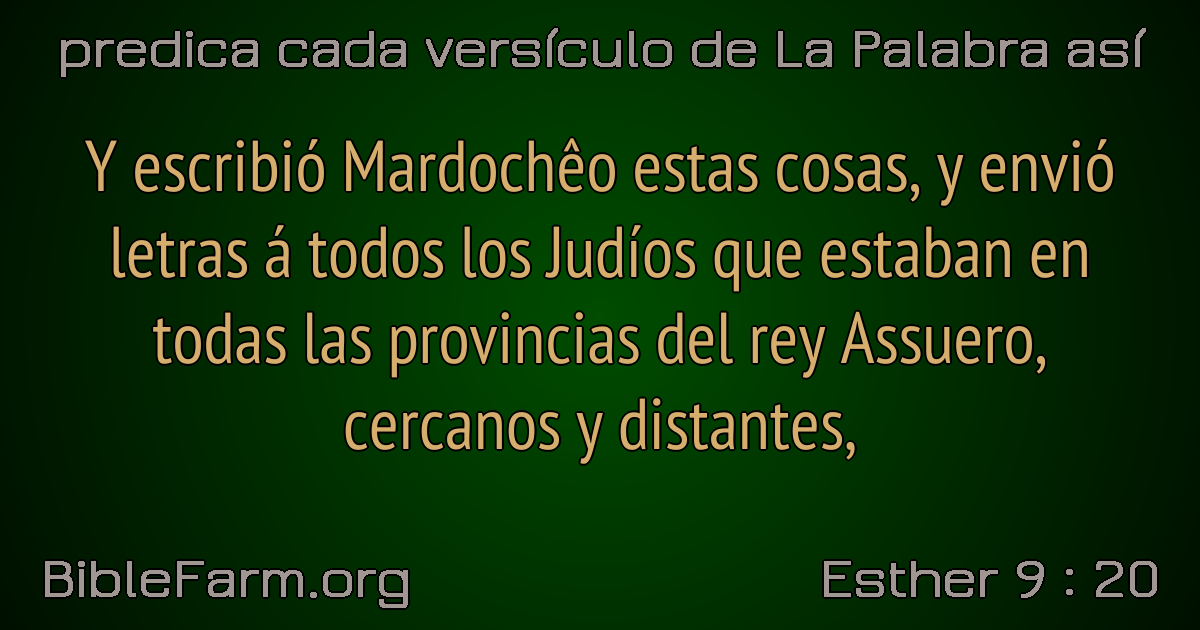 predica cada versículo de La Palabra así
Y escribió Mardochêo estas cosas, y envió
letras á todos los Judíos que estaban en
todas las provincias del rey Assuero,
cercanos y distantes,
BibleFarm.org
Esther 9 : 20